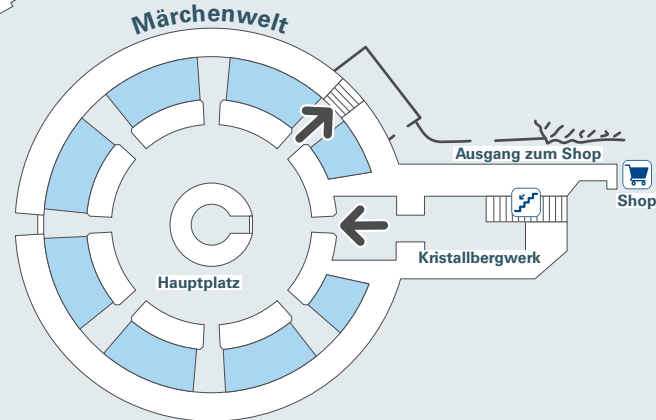 Märchenwelt
Ausgang zum Shop
Shop
Kristallbergwerk
Hauptplatz